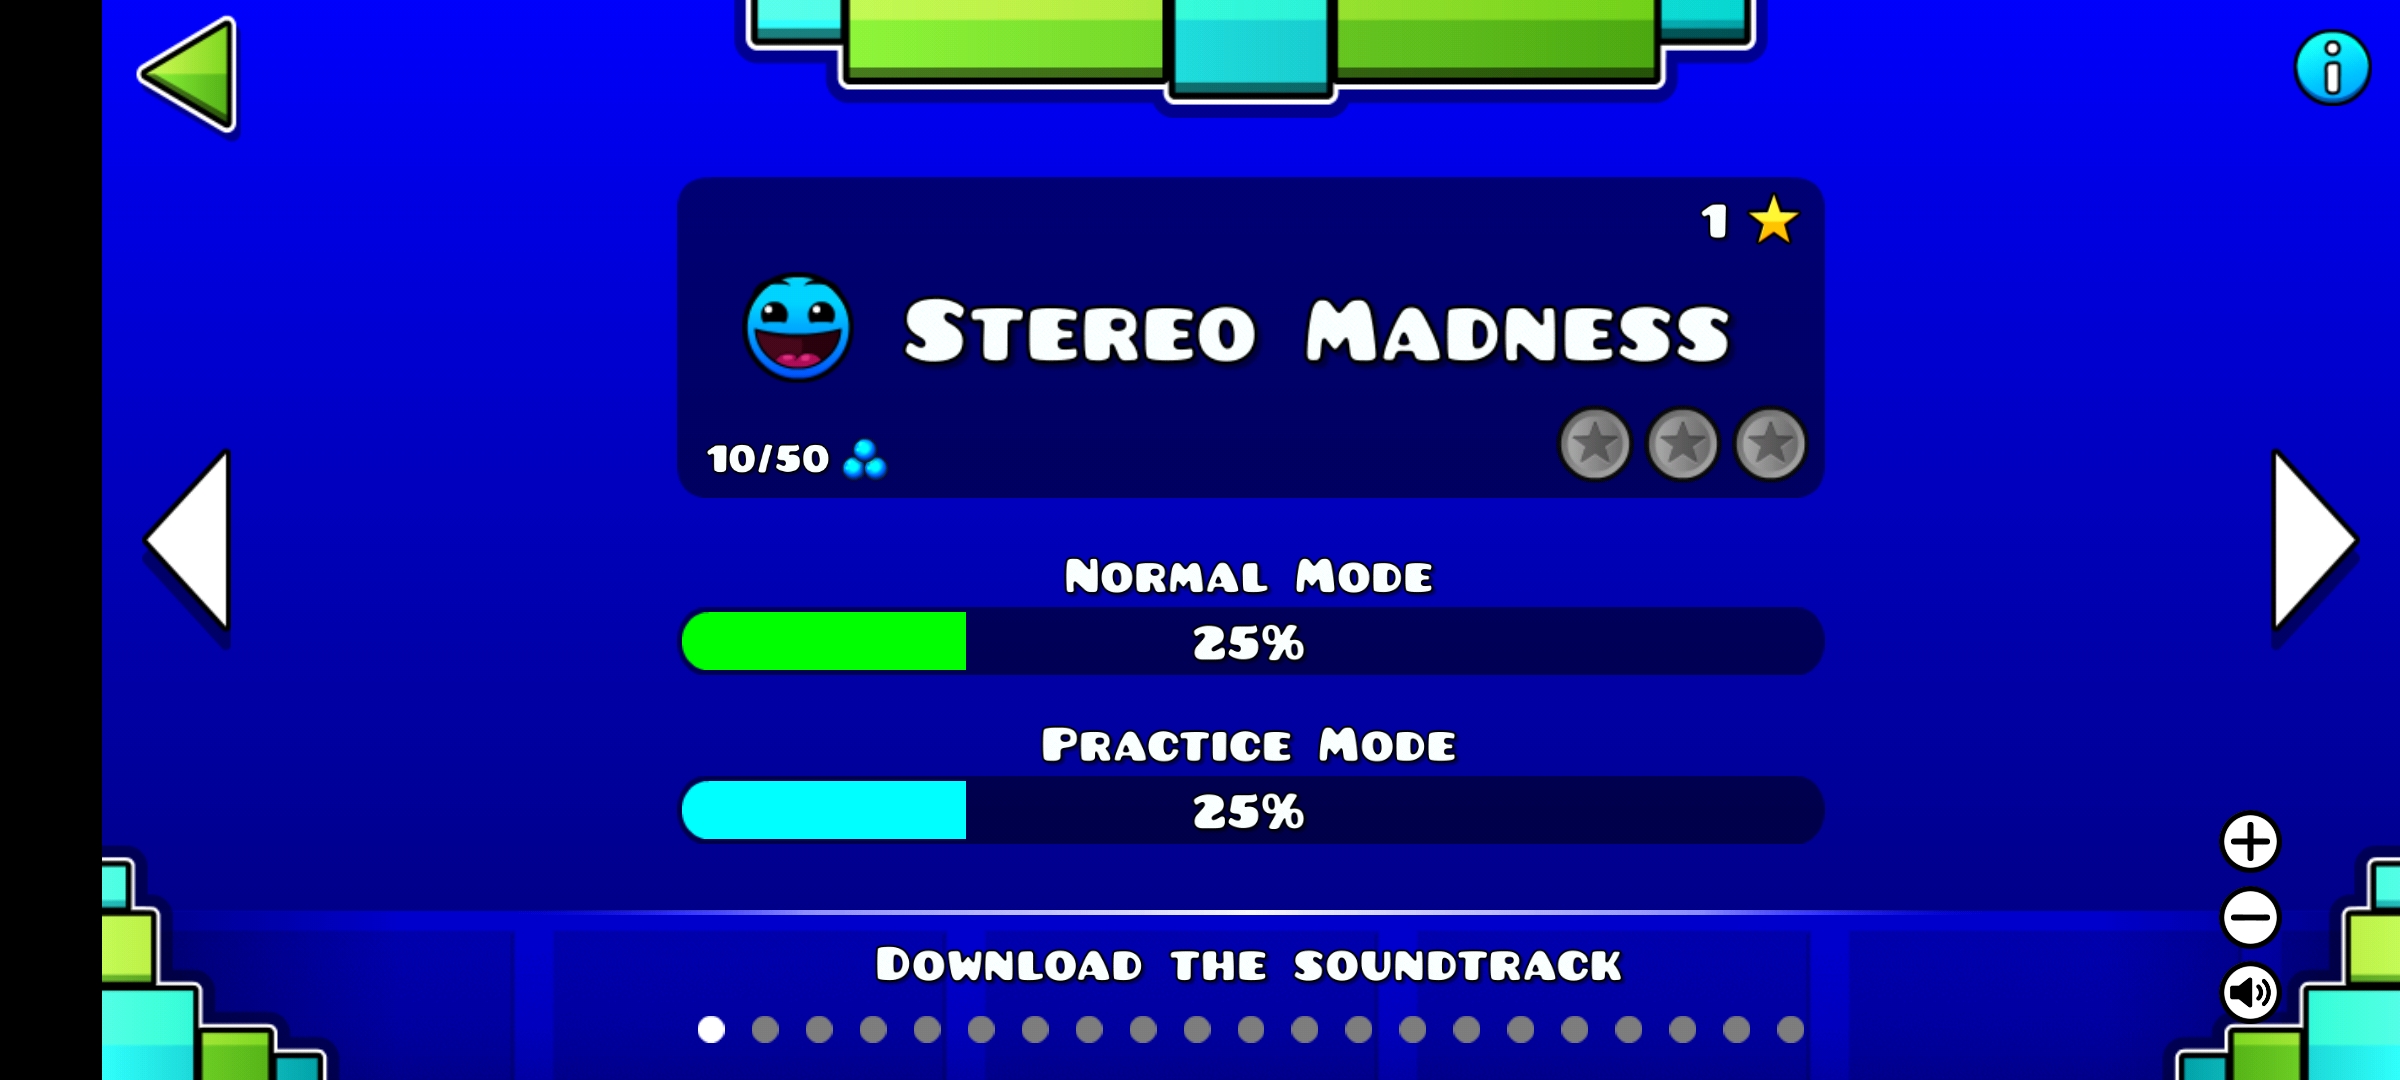 1
Stereo Madness
10/50
Normal Mode
25%
Practice Mode
25%
Download the soundtrack